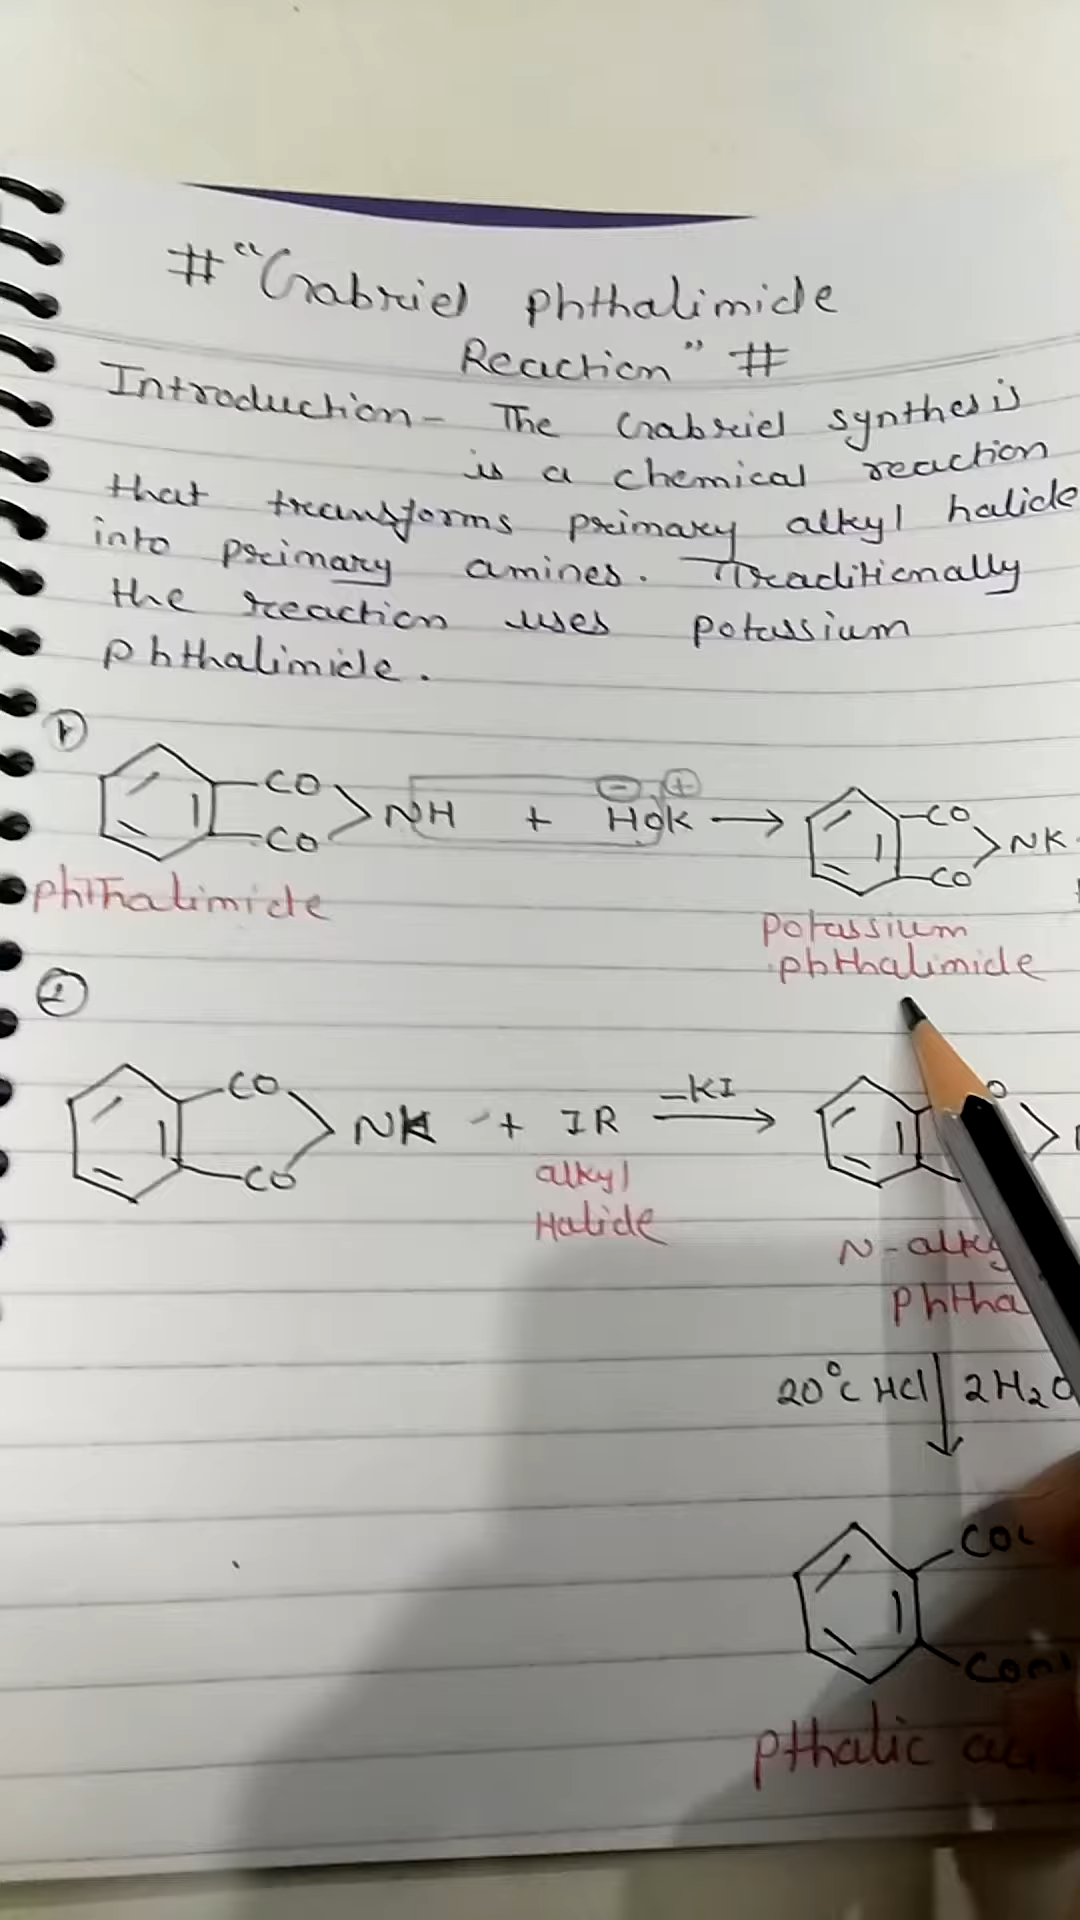 # "Gabriel phthalimide
Reaction" #
Introduction - The Gabriel synthesis
is a chemical reaction
that transforms primary alkyl halide
into primary amines. Traditionally
the reaction uses potassium
phthalimide.
1
CO
CO
NH + HOK →
- +
CO
CO
NK
phthalimide
potassium
phthalimide
2
CO
CO
NK + IR
-KI
alkyl
Halide
N-alky
phtha
20°C HCl 2H2O
pthalic